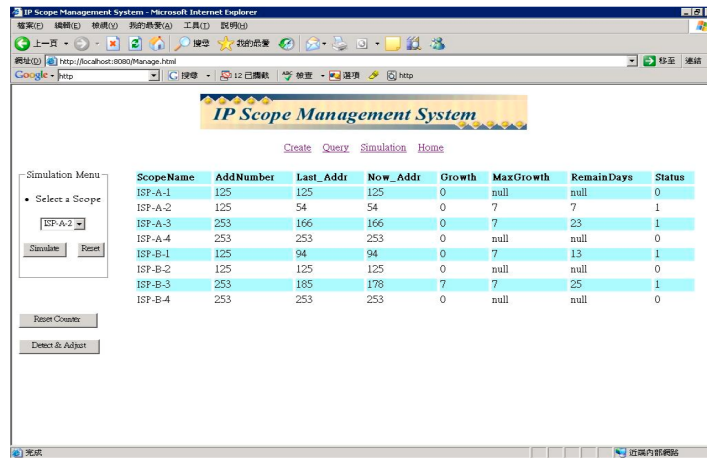 IP Scope Management System - Microsoft Internet Explorer
檔案(F) 編輯(E) 檢視(V) 我的最愛(A) 工具(T) 說明(H)
上一頁 搜尋 我的最愛
網址(D) http://localhost:8080/Manage.html 移至 連結
Google http 搜尋 12 已攔截 檢查 選項 http
IP Scope Management System
Create Query Simulation Home
Simulation Menu
Select a Scope
ISP-A-2
Simulate Reset
Reset Counter
Detect & Adjust
ScopeName AddNumber Last_Addr Now_Addr Growth MaxGrowth RemainDays Status
ISP-A-1 125 125 125 0 null null 0
ISP-A-2 125 54 54 0 7 7 1
ISP-A-3 253 166 166 0 7 23 1
ISP-A-4 253 253 253 0 null null 0
ISP-B-1 125 94 94 0 7 13 1
ISP-B-2 125 125 125 0 null null 0
ISP-B-3 253 185 178 7 7 25 1
ISP-B-4 253 253 253 0 null null 0
完成 近端內部網路